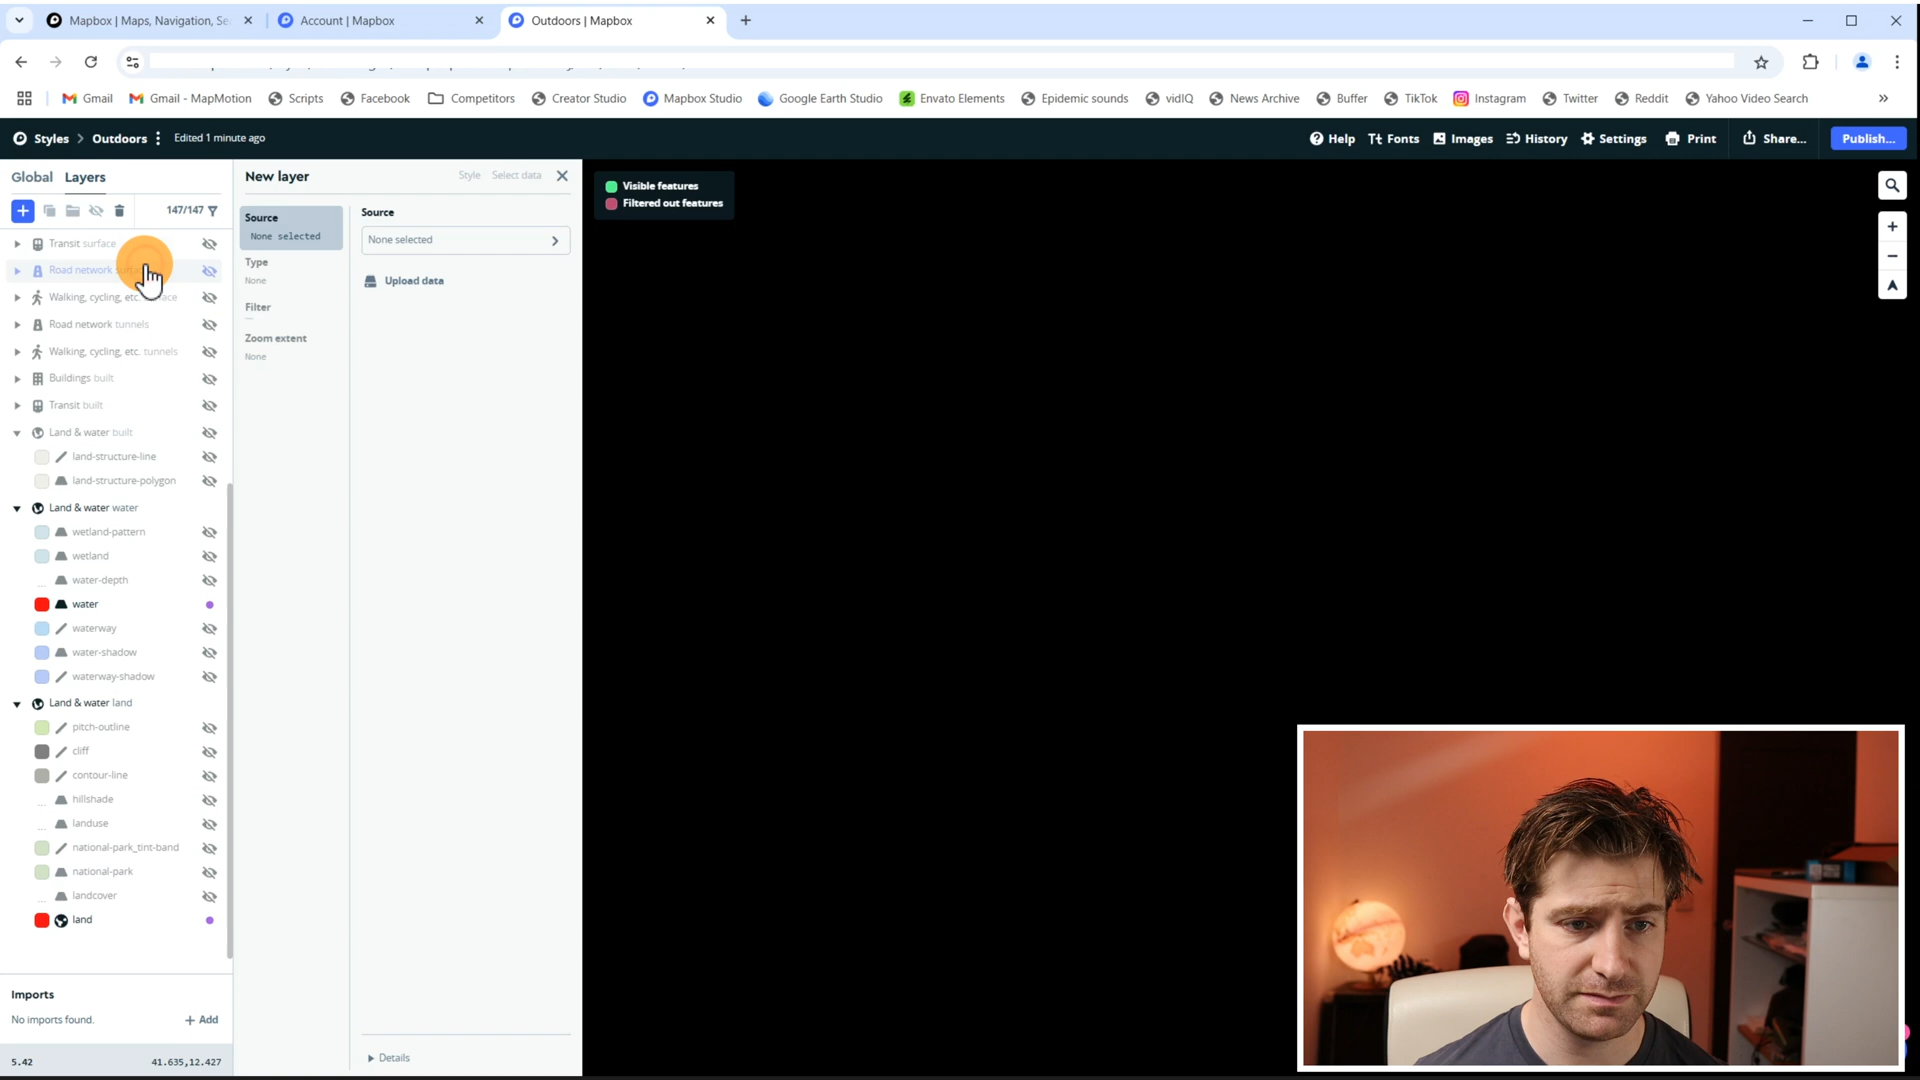 Mapbox | Maps, Navigation, Se
Account | Mapbox
Outdoors | Mapbox
Gmail
Gmail - MapMotion
Scripts
Facebook
Competitors
Creator Studio
Mapbox Studio
Google Earth Studio
Envato Elements
Epidemic sounds
vidIQ
News Archive
Buffer
TikTok
Instagram
Twitter
Reddit
Yahoo Video Search
Styles > Outdoors
Edited 1 minute ago
Help
Fonts
Images
History
Settings
Print
Share...
Publish...
Global
Layers
147/147
Transit surface
Road network
Walking, cycling, etc.
Road network tunnels
Walking, cycling, etc. tunnels
Buildings built
Transit built
Land & water built
land-structure-line
land-structure-polygon
Land & water water
wetland-pattern
wetland
water-depth
water
waterway
water-shadow
waterway-shadow
Land & water land
pitch-outline
cliff
contour-line
hillshade
landuse
national-park_tint-band
national-park
landcover
land
Imports
No imports found.
+ Add
5.42
41.635,12.427
New layer
Style
Select data
Source
None selected
Type
None
Filter
Zoom extent
None
Source
None selected
Upload data
Details
Visible features
Filtered out features